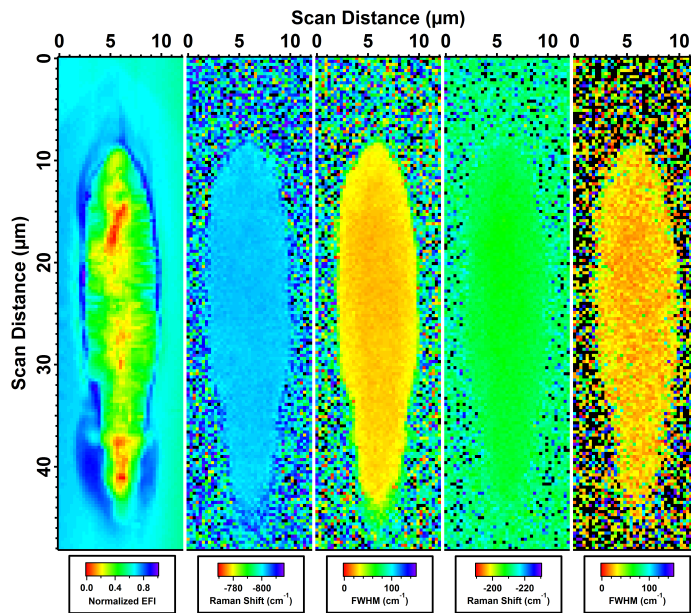 Scan Distance (µm)
0 5 10 0 5 10 0 5 10 0 5 10 0 5 10
0
10
20
30
40
Scan Distance (µm)
0.0 0.4 0.8
Normalized EFI
-780 -800
Raman Shift (cm⁻¹)
0 100
FWHM (cm⁻¹)
-200 -220
Raman Shift (cm⁻¹)
0 100
FWHM (cm⁻¹)